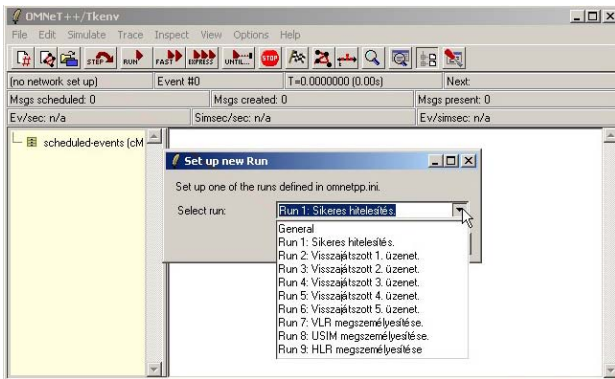 OMNeT++/Tkenv
File Edit Simulate Trace Inspect View Options Help
STEP RUN FAST EXPRESS UNTIL... STOP
(no network set up) Event #0 T=0.0000000 (0.00s) Next:
Msgs scheduled: 0 Msgs created: 0 Msgs present: 0
Ev/sec: n/a Simsec/sec: n/a Ev/simsec: n/a
scheduled-events (cM
Set up new Run
Set up one of the runs defined in omnetpp.ini.
Select run: Run 1: Sikeres hitelesítés.
General
Run 1: Sikeres hitelesítés.
Run 2: Visszajátszott 1. üzenet.
Run 3: Visszajátszott 2. üzenet.
Run 4: Visszajátszott 3. üzenet.
Run 5: Visszajátszott 4. üzenet.
Run 6: Visszajátszott 5. üzenet.
Run 7: VLR megszemélyesítése.
Run 8: USIM megszemélyesítése.
Run 9: HLR megszemélyesítése